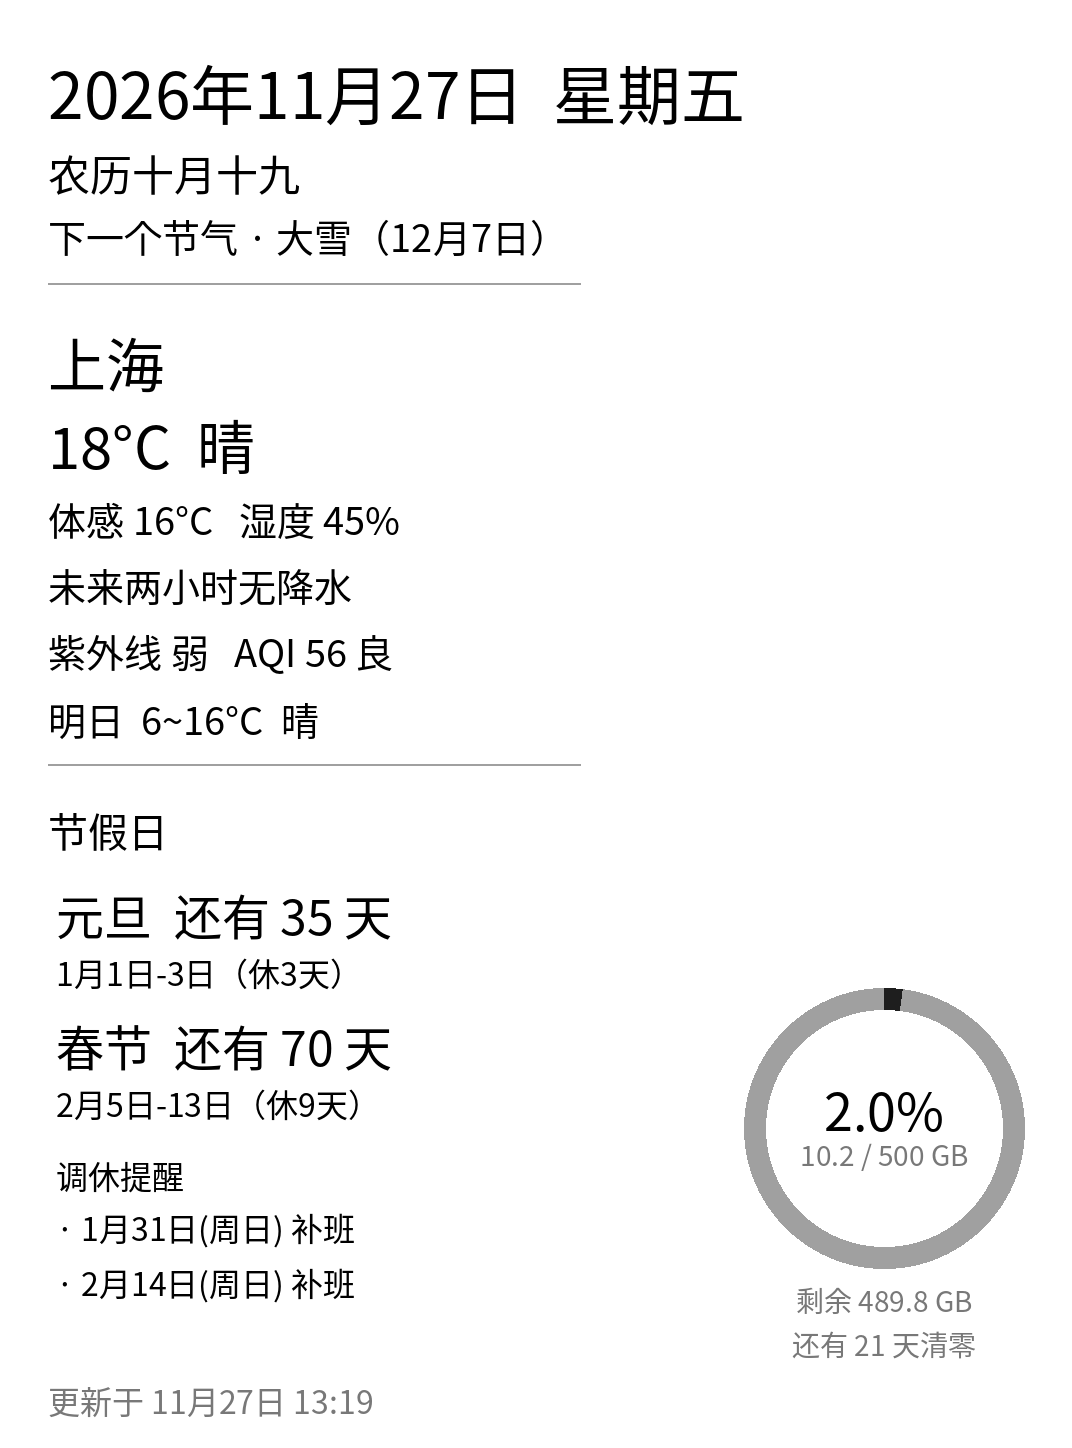 2026年11月27日 星期五
农历十月十九
下一个节气 · 大雪（12月7日）
上海
18°C 晴
体感 16°C 湿度 45%
未来两小时无降水
紫外线 弱 AQI 56 良
明日 6~16°C 晴
节假日
元旦 还有 35 天
1月1日-3日（休3天）
春节 还有 70 天
2月5日-13日（休9天）
调休提醒
· 1月31日(周日) 补班
· 2月14日(周日) 补班
2.0%
10.2 / 500 GB
剩余 489.8 GB
还有 21 天清零
更新于 11月27日 13:19